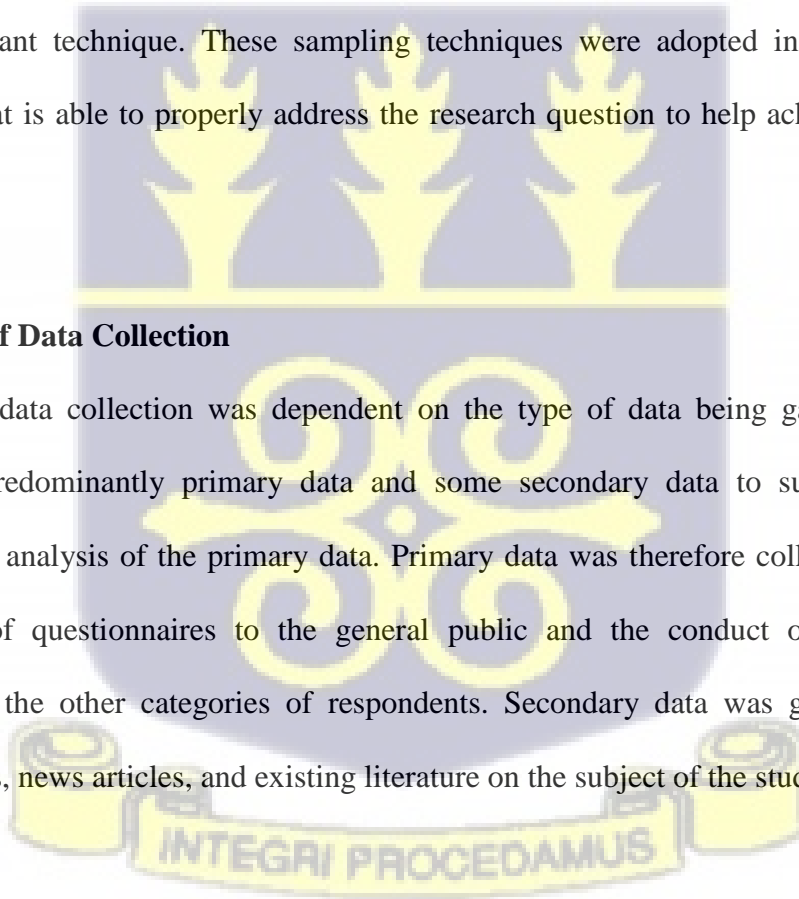 ant technique. These sampling techniques were adopted in
at is able to properly address the research question to help ac
f Data Collection
data collection was dependent on the type of data being ga
redominantly primary data and some secondary data to su
analysis of the primary data. Primary data was therefore coll
of questionnaires to the general public and the conduct o
the other categories of respondents. Secondary data was g
, news articles, and existing literature on the subject of the stud
INTEGRI PROCEDAMUS